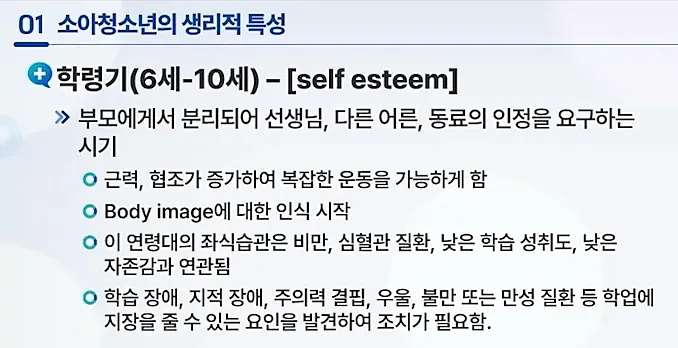 01 소아청소년의 생리적 특성
학령기(6세-10세) – [self esteem]
부모에게서 분리되어 선생님, 다른 어른, 동료의 인정을 요구하는
시기
근력, 협조가 증가하여 복잡한 운동을 가능하게 함
Body image에 대한 인식 시작
이 연령대의 좌식습관은 비만, 심혈관 질환, 낮은 학습 성취도, 낮은
자존감과 연관됨
학습 장애, 지적 장애, 주의력 결핍, 우울, 불만 또는 만성 질환 등 학업에
지장을 줄 수 있는 요인을 발견하여 조치가 필요함.